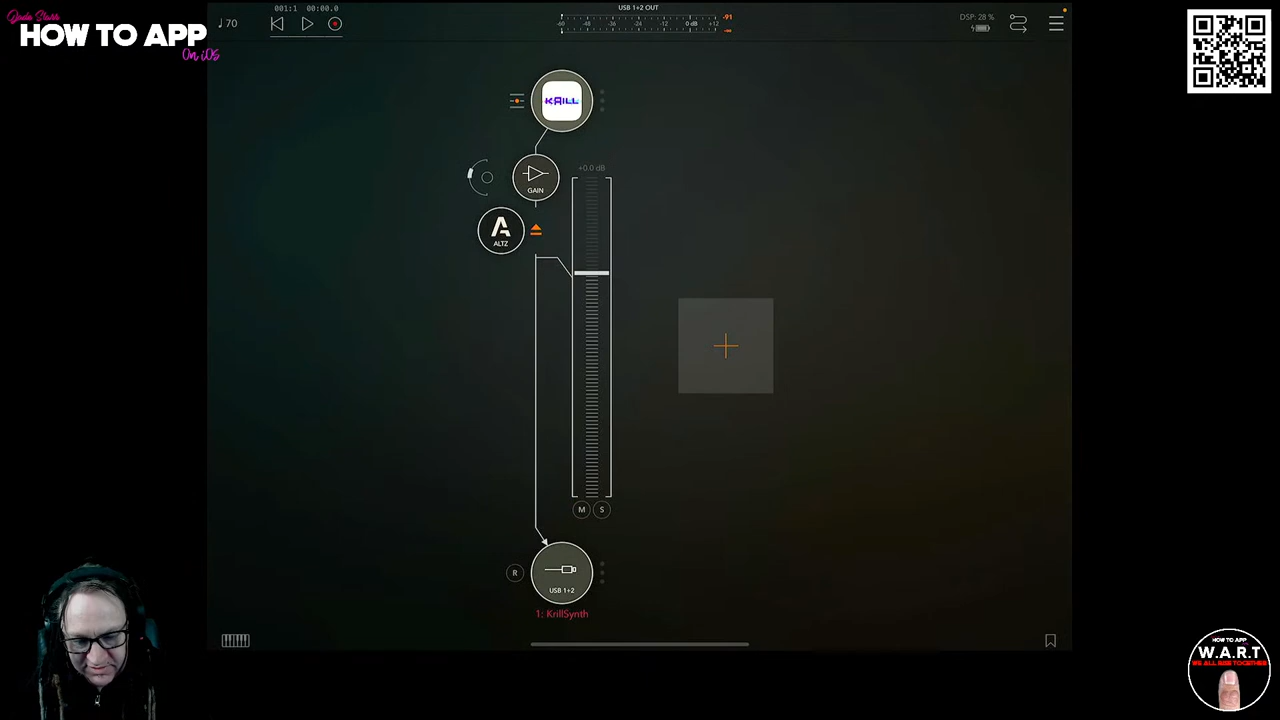 Jade Starr
HOW TO APP
On iOS
♩70
001:1 00:00.0
USB 1+2 OUT
-60 -48 -36 -24 -12 0 dB +12
-91
-∞
DSP: 28 %
KRILL
GAIN
+0.0 dB
A
ALTZ
M S
R
USB 1+2
1: KrillSynth
HOW TO APP
W.A.R.T
WE ALL RISE TOGETHER